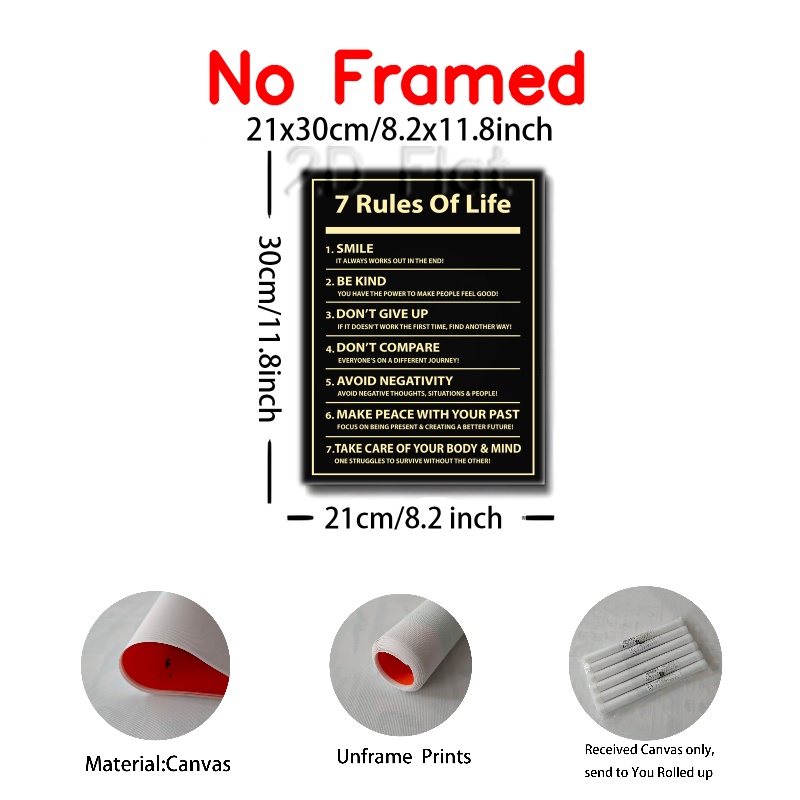 No Framed
21x30cm/8.2x11.8inch
3D Flat
30cm/11.8inch
7 Rules Of Life
1. SMILE
IT ALWAYS WORKS OUT IN THE END!
2. BE KIND
YOU HAVE THE POWER TO MAKE PEOPLE FEEL GOOD!
3. DON'T GIVE UP
IF IT DOESN'T WORK THE FIRST TIME, FIND ANOTHER WAY!
4. DON'T COMPARE
EVERYONE'S ON A DIFFERENT JOURNEY!
5. AVOID NEGATIVITY
AVOID NEGATIVE THOUGHTS, SITUATIONS & PEOPLE!
6. MAKE PEACE WITH YOUR PAST
FOCUS ON BEING PRESENT & CREATING A BETTER FUTURE!
7.TAKE CARE OF YOUR BODY & MIND
ONE STRUGGLES TO SURVIVE WITHOUT THE OTHER!
21cm/8.2 inch
Material:Canvas
Unframe Prints
Received Canvas only,
send to You Rolled up